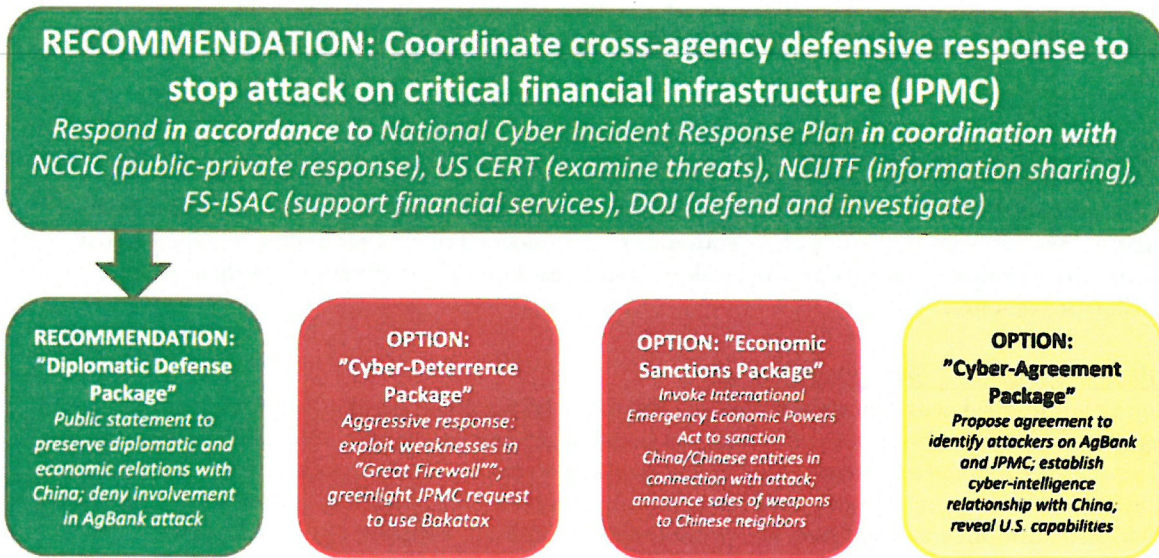 RECOMMENDATION: Coordinate cross-agency defensive response to
stop attack on critical financial Infrastructure (JPMC)
Respond in accordance to National Cyber Incident Response Plan in coordination with
NCCIC (public-private response), US CERT (examine threats), NCIJTF (information sharing),
FS-ISAC (support financial services), DOJ (defend and investigate)
RECOMMENDATION:
"Diplomatic Defense
Package"
Public statement to
preserve diplomatic and
economic relations with
China; deny involvement
in AgBank attack
OPTION:
"Cyber-Deterrence
Package"
Aggressive response:
exploit weaknesses in
"Great Firewall"";
greenlight JPMC request
to use Bakatax
OPTION: "Economic
Sanctions Package"
Invoke International
Emergency Economic Powers
Act to sanction
China/Chinese entities in
connection with attack;
announce sales of weapons
to Chinese neighbors
OPTION:
"Cyber-Agreement
Package"
Propose agreement to
identify attackers on AgBank
and JPMC; establish
cyber-intelligence
relationship with China;
reveal U.S. capabilities